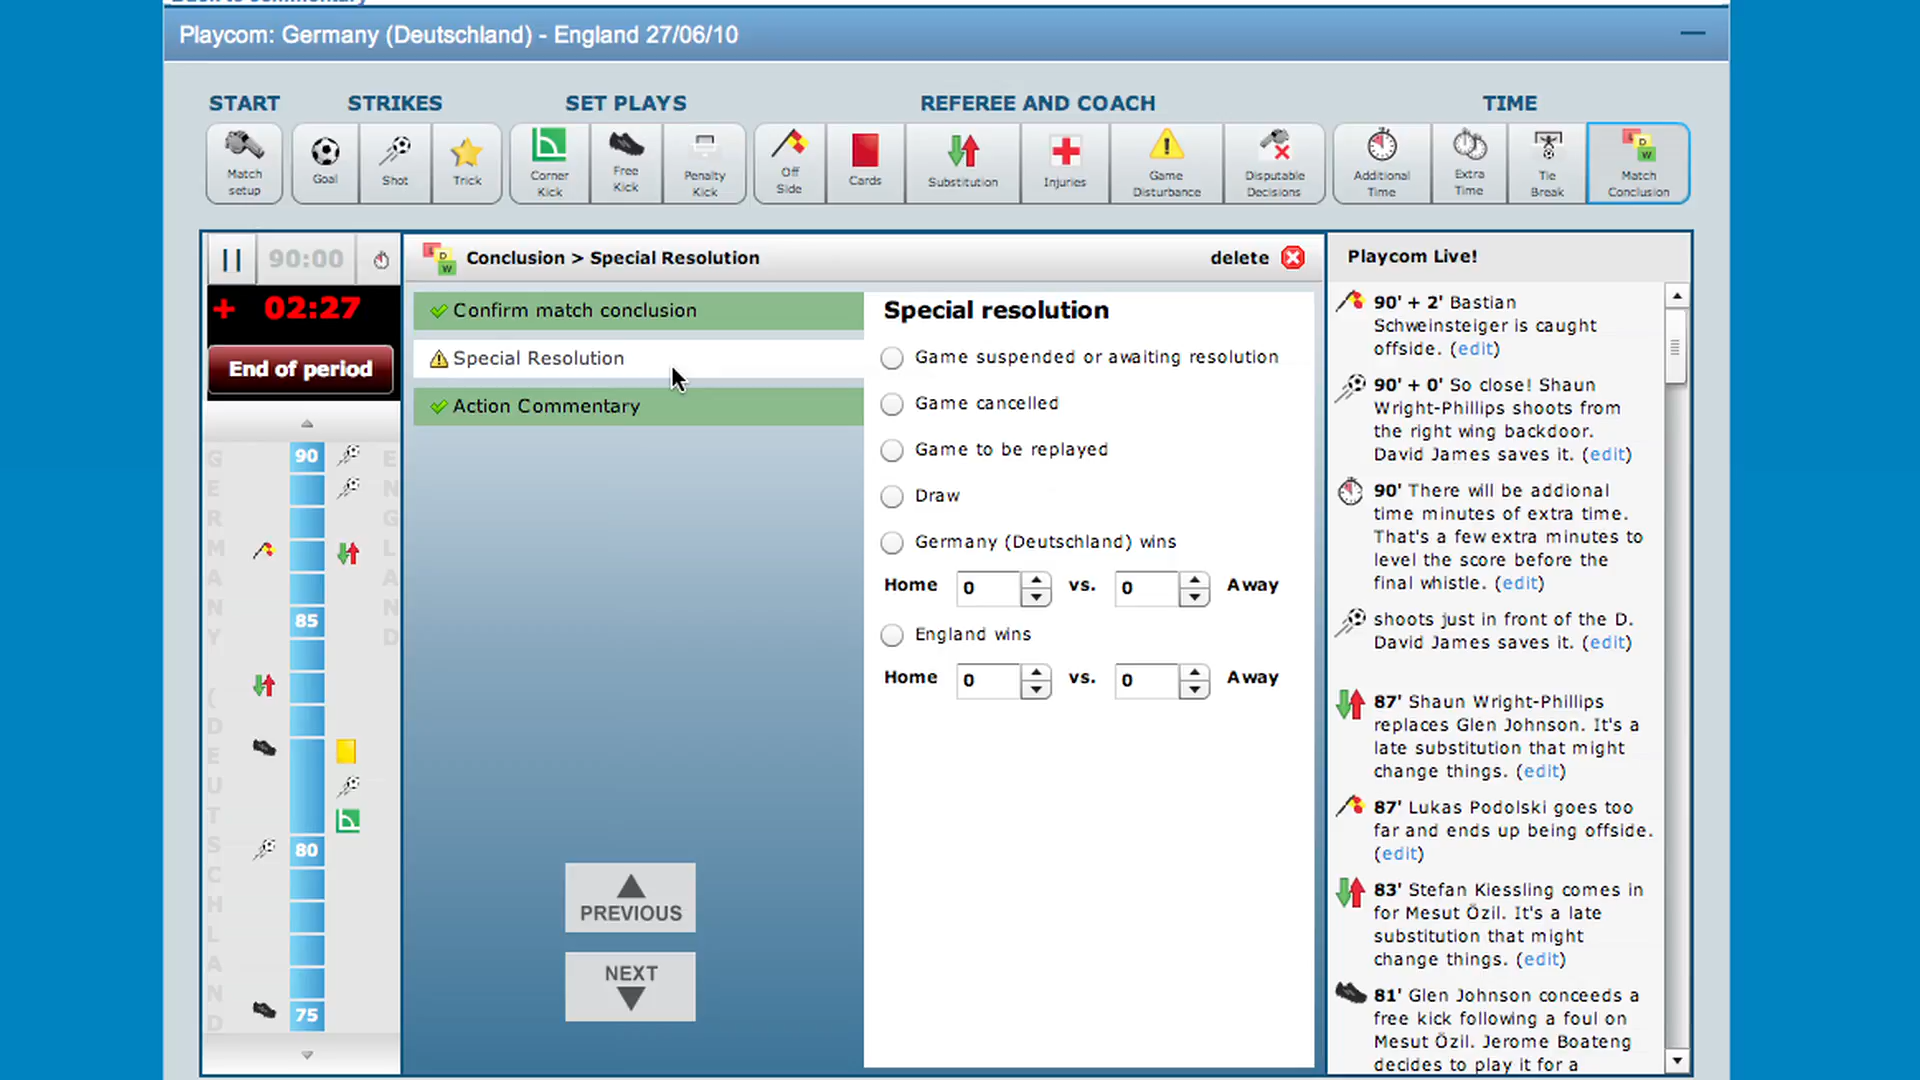 Back to commentary
Playcom: Germany (Deutschland) - England 27/06/10
START
STRIKES
SET PLAYS
REFEREE AND COACH
TIME
Match
setup
Goal
Shot
Trick
Corner
Kick
Free
Kick
Penalty
Kick
Off
Side
Cards
Substitution
Injuries
Game
Disturbance
Disputable
Decisions
Additional
Time
Extra
Time
Tie
Break
Match
Conclusion
90:00
+ 02:27
End of period
GERMANY (DEUTSCHLAND
ENGLAND
90
85
80
75
Conclusion > Special Resolution
delete
Confirm match conclusion
Special Resolution
Action Commentary
PREVIOUS
NEXT
Special resolution
Game suspended or awaiting resolution
Game cancelled
Game to be replayed
Draw
Germany (Deutschland) wins
Home 0 vs. 0 Away
England wins
Home 0 vs. 0 Away
Playcom Live!
90' + 2' Bastian
Schweinsteiger is caught
offside. (edit)
90' + 0' So close! Shaun
Wright-Phillips shoots from
the right wing backdoor.
David James saves it. (edit)
90' There will be addional
time minutes of extra time.
That's a few extra minutes to
level the score before the
final whistle. (edit)
shoots just in front of the D.
David James saves it. (edit)
87' Shaun Wright-Phillips
replaces Glen Johnson. It's a
late substitution that might
change things. (edit)
87' Lukas Podolski goes too
far and ends up being offside.
(edit)
83' Stefan Kiessling comes in
for Mesut Özil. It's a late
substitution that might
change things. (edit)
81' Glen Johnson conceeds a
free kick following a foul on
Mesut Özil. Jerome Boateng
decides to play it for a